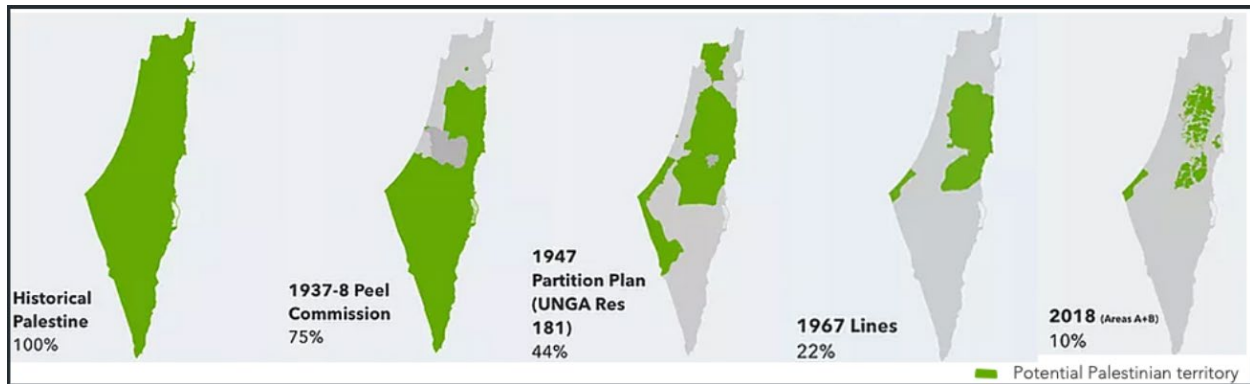 Historical
Palestine
100%
1937-8 Peel
Commission
75%
1947
Partition Plan
(UNGA Res
181)
44%
1967 Lines
22%
2018 (Areas A+B)
10%
Potential Palestinian territory